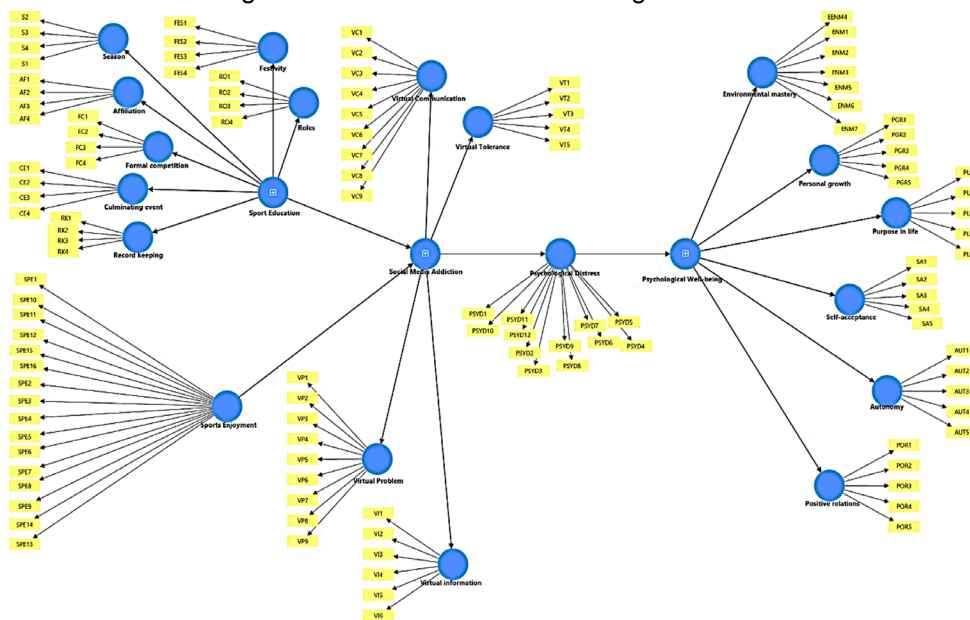 S2
S3
S4
S1
Season
FES1
FES2
FES3
FES4
Festivity
AF1
AF2
AF3
AF4
Affiliation
RO1
RO2
RO3
RO4
Roles
FC1
FC2
FC3
FC4
Formal competition
CE1
CE2
CE3
CE4
Culminating event
RK1
RK2
RK3
RK4
Record keeping
Sport Education
VC1
VC2
VC3
VC4
VC5
VC6
VC7
VC8
VC9
Virtual Communication
VT1
VT2
VT3
VT4
VT5
Virtual Tolerance
Social Media Addiction
Psychological Distress
PSYD1
PSYD10
PSYD11
PSYD12
PSYD2
PSYD3
PSYD9
PSYD8
PSYD7
PSYD6
PSYD5
PSYD4
Psychological Well-being
EENM4
ENM1
ENM2
ENM3
ENM5
ENM6
ENM7
Environmental mastery
PGR1
PGR2
PGR3
PGR4
PGR5
Personal growth
Purpose in life
SA1
SA2
SA3
SA4
SA5
Self-acceptance
AUT1
AUT2
AUT3
AUT4
AUT5
Autonomy
POR1
POR2
POR3
POR4
POR5
Positive relations
SPE1
SPE10
SPE11
SPE12
SPE15
SPE16
SPE2
SPE3
SPE4
SPE5
SPE6
SPE7
SPE8
SPE9
SPE14
SPE13
Sports Enjoyment
VP1
VP2
VP3
VP4
VP5
VP6
VP7
VP8
VP9
Virtual Problem
VI1
VI2
VI3
VI4
VI5
VI6
Virtual information